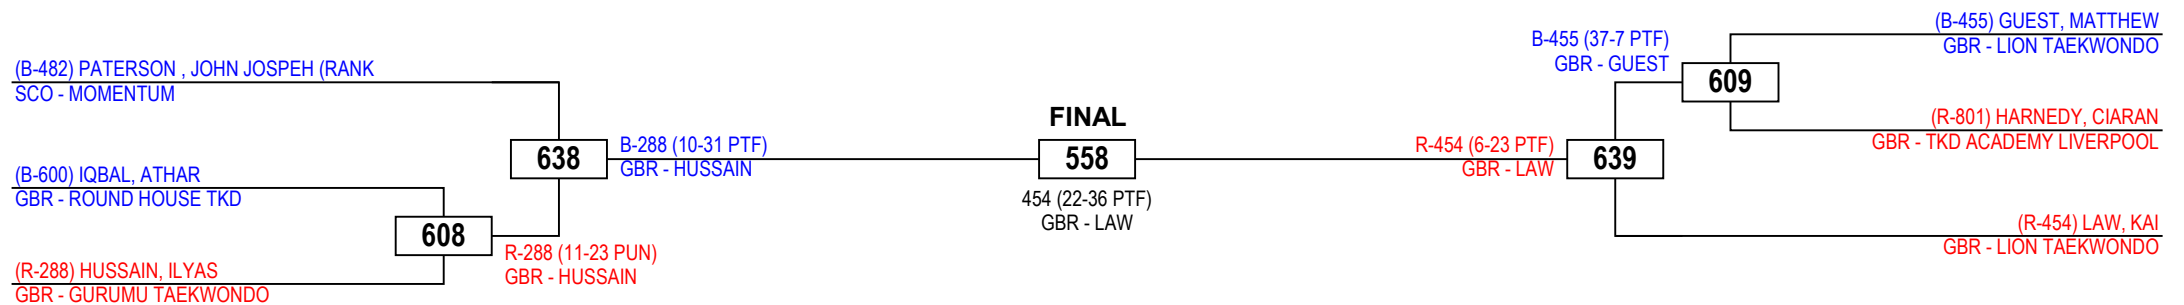 (B-482) PATERSON , JOHN JOSPEH (RANK
SCO - MOMENTUM
(B-600) IQBAL, ATHAR
GBR - ROUND HOUSE TKD
(R-288) HUSSAIN, ILYAS
GBR - GURUMU TAEKWONDO
608
R-288 (11-23 PUN)
GBR - HUSSAIN
638
B-288 (10-31 PTF)
GBR - HUSSAIN
FINAL
558
454 (22-36 PTF)
GBR - LAW
R-454 (6-23 PTF)
GBR - LAW
639
B-455 (37-7 PTF)
GBR - GUEST
609
(B-455) GUEST, MATTHEW
GBR - LION TAEKWONDO
(R-801) HARNEDY, CIARAN
GBR - TKD ACADEMY LIVERPOOL
(R-454) LAW, KAI
GBR - LION TAEKWONDO